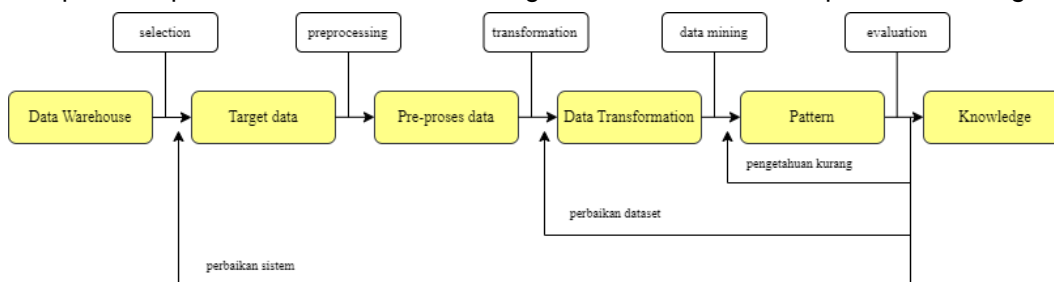 selection
preprocessing
transformation
data mining
evaluation
Data Warehouse
Target data
Pre-proses data
Data Transformation
Pattern
Knowledge
pengetahuan kurang
perbaikan dataset
perbaikan sistem